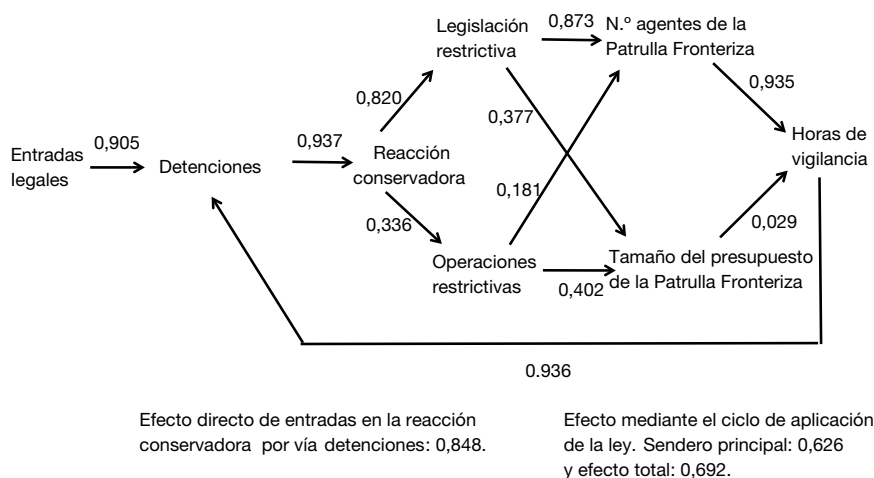 Legislación
restrictiva
0,873
N.º agentes de la
Patrulla Fronteriza
0,820
0,377
0,935
0,905
0,937
Entradas
legales
Detenciones
Reacción
conservadora
Horas de
vigilancia
0,181
0,336
0,029
Operaciones
restrictivas
0,402
Tamaño del presupuesto
de la Patrulla Fronteriza
0.936
Efecto directo de entradas en la reacción
conservadora por vía detenciones: 0,848.
Efecto mediante el ciclo de aplicación
de la ley. Sendero principal: 0,626
y efecto total: 0,692.